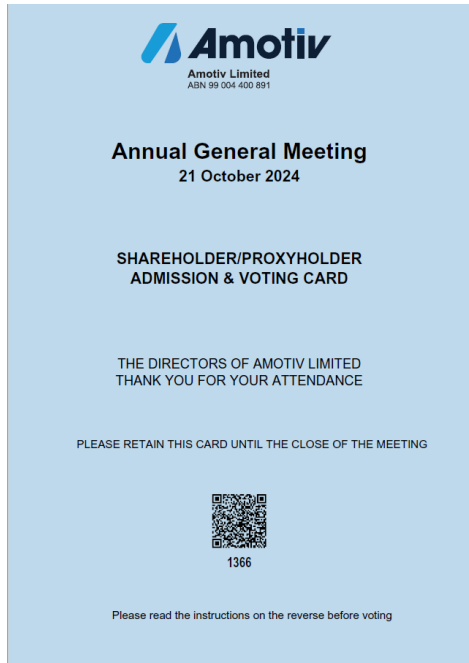 Amotiv
Amotiv Limited
ABN 99 004 400 891
Annual General Meeting
21 October 2024
SHAREHOLDER/PROXYHOLDER
ADMISSION & VOTING CARD
THE DIRECTORS OF AMOTIV LIMITED
THANK YOU FOR YOUR ATTENDANCE
PLEASE RETAIN THIS CARD UNTIL THE CLOSE OF THE MEETING
1366
Please read the instructions on the reverse before voting